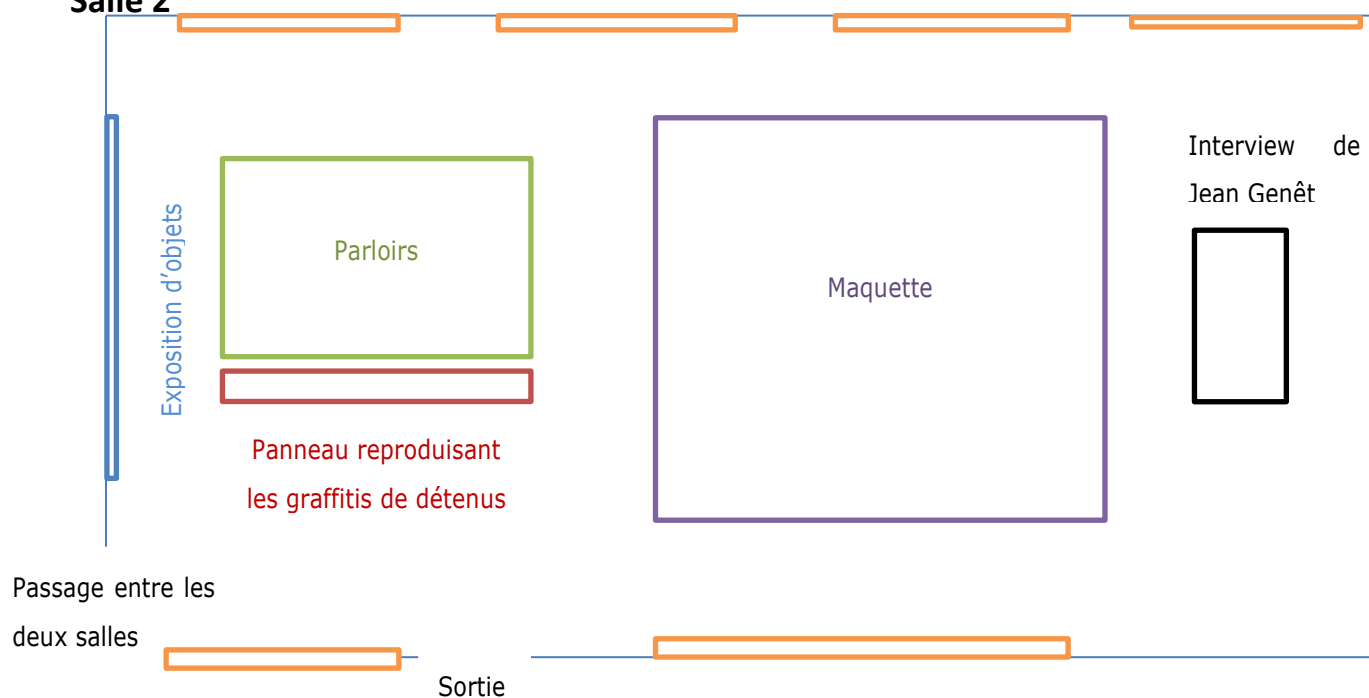 Salle 2
Interview de
Jean Genêt
Exposition d'objets
Parloirs
Maquette
Panneau reproduisant
les graffitis de détenus
Passage entre les
deux salles
Sortie